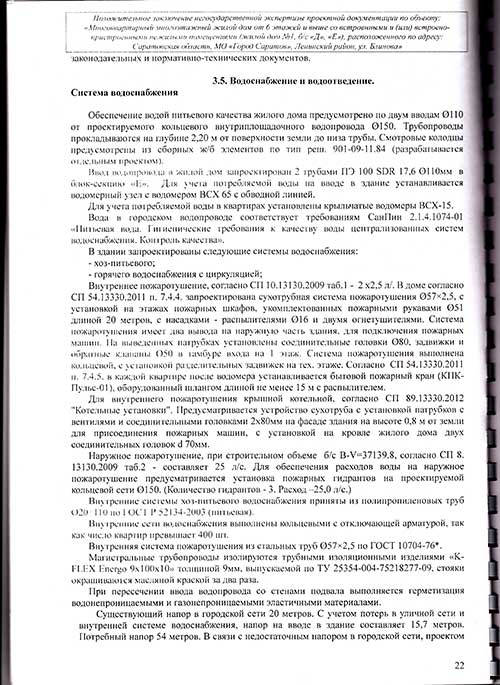 Положительное заключение негосударственной экспертизы проектной документации по объекту:
«Многоквартирный многоэтажный жилой дом от 6 этажей и выше со встроенными и (или) встроенно-
пристроенными нежилыми помещениями (жилой дом №1, б/с «Д», «Е»), расположенного по адресу:
Саратовская область, МО «Город Саратов», Ленинский район, ул. Блинова»
законодательных и нормативно-технических документов.
3.5. Водоснабжение и водоотведение.
Система водоснабжения
Обеспечение водой питьевого качества жилого дома предусмотрено по двум вводам Ø110
от проектируемого кольцевого внутриплощадочного водопровода Ø150. Трубопроводы
прокладываются на глубине 2,20 м от поверхности земли до низа трубы. Смотровые колодцы
предусмотрены из сборных ж/б элементов по тип реш. 901-09-11.84 (разрабатывается
отдельным проектом).
Ввод водопровода в жилой дом запроектирован 2 трубами ПЭ 100 SDR 17,6 Ø110мм в
блок-секцию «Е». Для учета потребляемой воды на вводе в здание устанавливается
водомерный узел с водомером ВСХ 65 с обводной линией.
Для учета потребляемой воды в квартирах установлены крыльчатые водомеры ВСХ-15.
Вода в городском водопроводе соответствует требованиям СанПин 2.1.4.1074-01
«Питьевая вода. Гигиенические требования к качеству воды централизованных систем
водоснабжения. Контроль качества».
В здании запроектированы следующие системы водоснабжения:
- хоз-питьевого;
- горячего водоснабжения с циркуляцией;
Внутреннее пожаротушение, согласно СП 10.13130.2009 таб.1 - 2 х2,5 л/. В доме согласно
СП 54.13330.2011 п. 7.4.4. запроектирована сухотрубная система пожаротушения Ø57×2,5, с
установкой на этажах пожарных шкафов, укомплектованных пожарными рукавами Ø51
длиной 20 метров, с насадками - распылителями Ø16 и двумя огнетушителями. Система
пожаротушения имеет два вывода на наружную часть здания, для подключения пожарных
машин. На выведенных патрубках установлены соединительные головки Ø80, задвижки и
обратные клапаны Ø50 в тамбуре входа на 1 этаж. Система пожаротушения выполнена
кольцевой, с установкой разделительных задвижек на тех. этаже. Согласно СП 54.13330.2011
п. 7.4.5. в каждой квартире после водомера устанавливается бытовой пожарный кран (КПК-
Пульс-01), оборудованный шлангом длиной не менее 15 м с распылителем.
Для внутреннего пожаротушения крышной котельной, согласно СП 89.13330.2012
"Котельные установки". Предусматривается устройство сухотруба с установкой патрубков с
вентилями и соединительными головками 2х80мм на фасаде здания на высоте 0,8 м от земли
для присоединения пожарных машин, с установкой на кровле жилого дома двух
соединительных головок d 70мм.
Наружное пожаротушение, при строительном объеме б/с В-V=37139,8, согласно СП 8.
13130.2009 таб.2 - составляет 25 л/с. Для обеспечения расходов воды на наружное
пожаротушение предусматривается установка пожарных гидрантов на проектируемой
кольцевой сети Ø150. (Количество гидрантов - 3. Расход –25,0 л/с.)
Внутренние системы хоз-питьевого водоснабжения приняты из полипропиленовых труб
Ø20÷110 по ГОСТ Р 52134-2003 (питьевая).
Внутренние сети водоснабжения выполнены кольцевыми с отключающей арматурой, так
как число квартир превышает 400 шт.
Внутренняя система пожаротушения из стальных труб Ø57×2,5 по ГОСТ 10704-76*.
Магистральные трубопроводы изолируются трубными изоляционными изделиями «К-
FLEX Energo 9х100х10» толщиной 9мм, выпускаемой по ТУ 25354-004-75218277-09, стояки
окрашиваются масляной краской за два раза.
При пересечении ввода водопровода со стенами подвала выполняется герметизация
водонепроницаемыми и газонепроницаемыми эластичными материалами.
Существующий напор в городской сети 20 метров. С учетом потерь в уличной сети и
внутренней системе водоснабжения, напор на вводе в здание составляет 15,7 метров.
Потребный напор 54 метров. В связи с недостаточным напором в городской сети, проектом
22